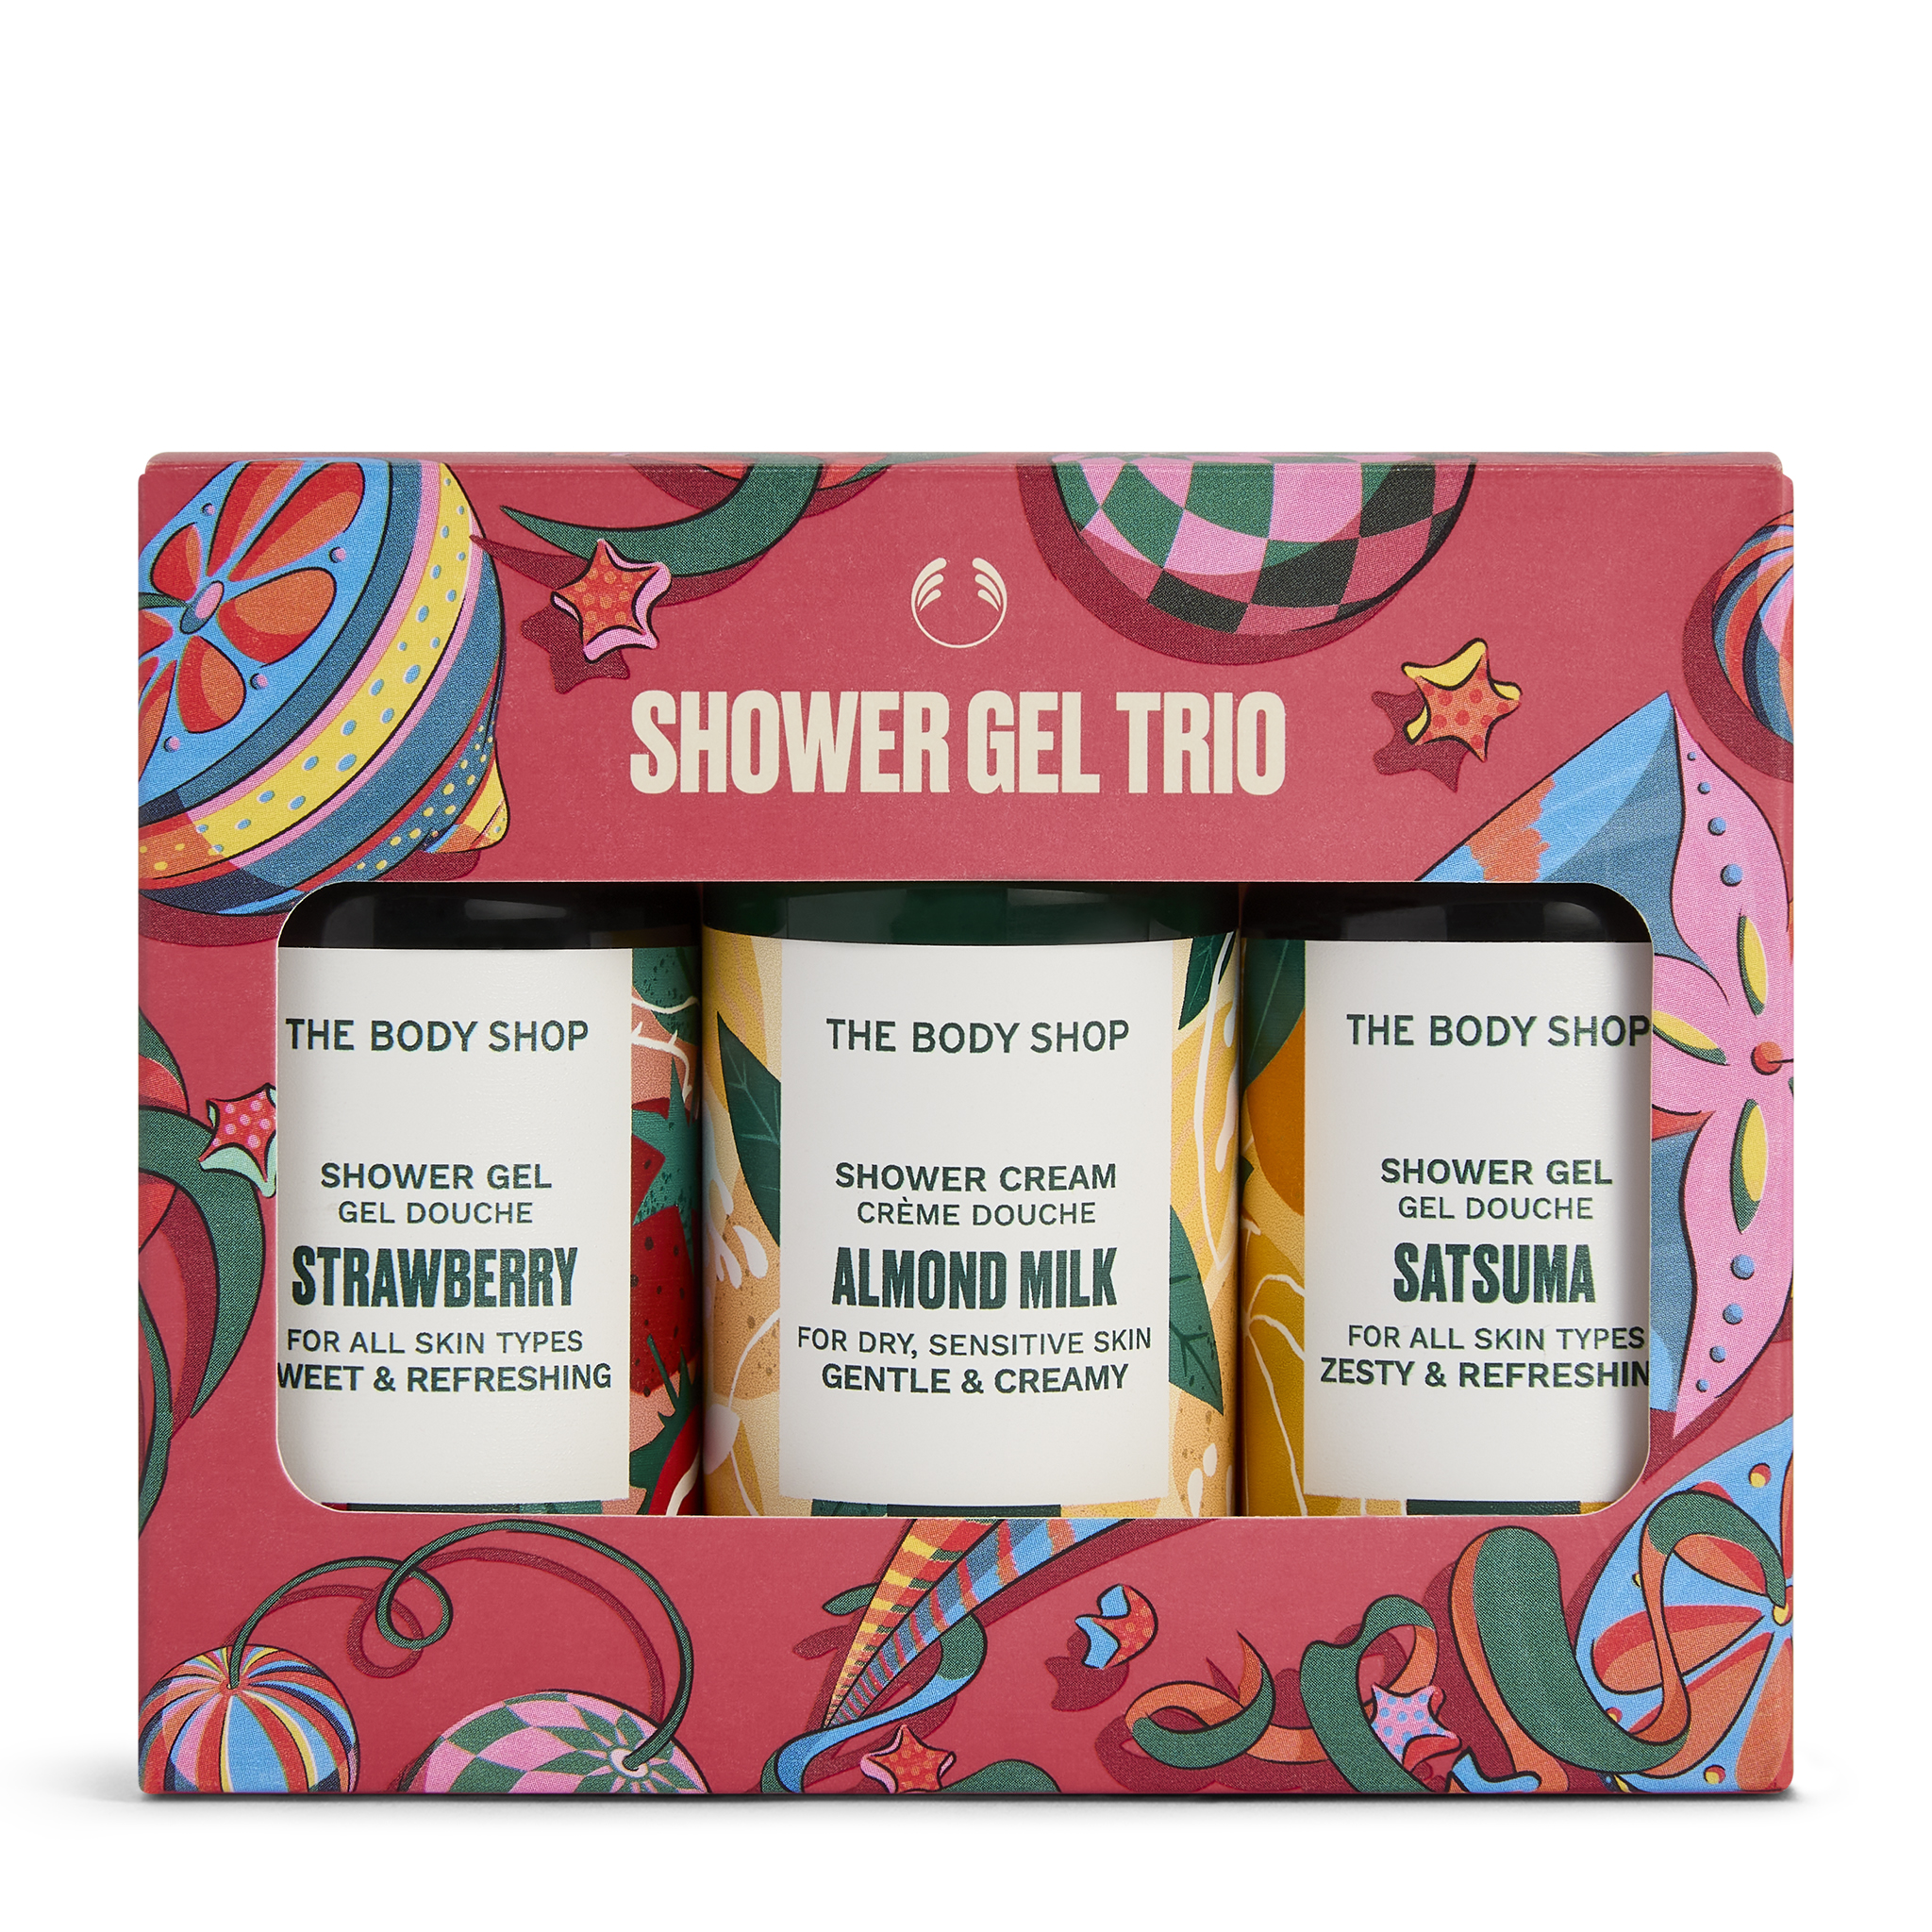 SHOWER GEL TRIO
THE BODY SHOP
SHOWER GEL
GEL DOUCHE
STRAWBERRY
FOR ALL SKIN TYPES
WEET & REFRESHING
THE BODY SHOP
SHOWER CREAM
CRÈME DOUCHE
ALMOND MILK
FOR DRY, SENSITIVE SKIN
GENTLE & CREAMY
THE BODY SHOP
SHOWER GEL
GEL DOUCHE
SATSUMA
FOR ALL SKIN TYPES
ZESTY & REFRESHIN